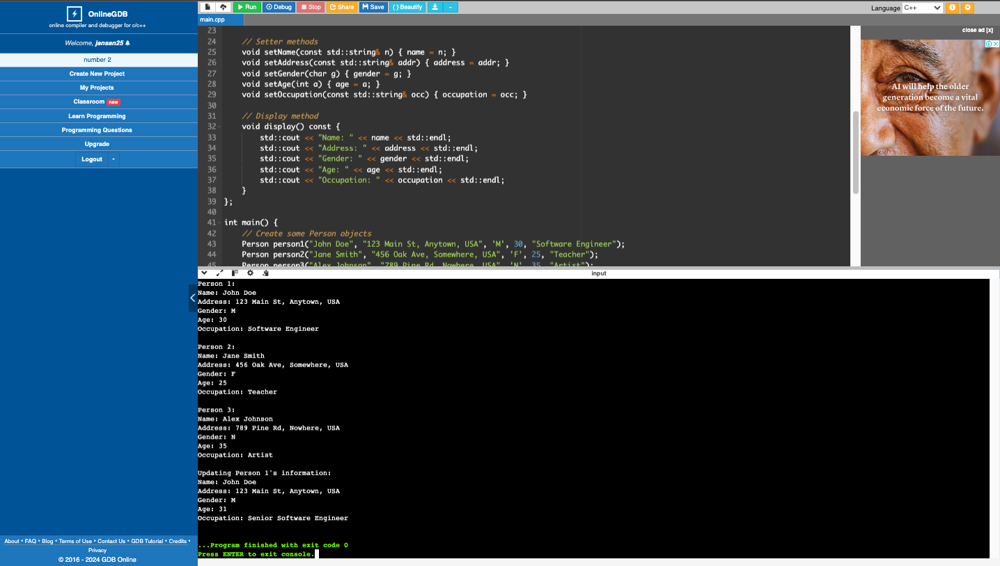 OnlineGDB
online compiler and debugger for c/c++
Welcome, jansan25
number 2
Create New Project
My Projects
Classroom new
Learn Programming
Programming Questions
Upgrade
Logout
About • FAQ • Blog • Terms of Use • Contact Us • GDB Tutorial • Credits •
Privacy
© 2016 - 2024 GDB Online
Run Debug Stop Share Save {} Beautify
Language C++
main.cpp
23
24 // Setter methods
25 void setName(const std::string& n) { name = n; }
26 void setAddress(const std::string& addr) { address = addr; }
27 void setGender(char g) { gender = g; }
28 void setAge(int a) { age = a; }
29 void setOccupation(const std::string& occ) { occupation = occ; }
30
31 // Display method
32 void display() const {
33 std::cout << "Name: " << name << std::endl;
34 std::cout << "Address: " << address << std::endl;
35 std::cout << "Gender: " << gender << std::endl;
36 std::cout << "Age: " << age << std::endl;
37 std::cout << "Occupation: " << occupation << std::endl;
38 }
39 };
40
41 int main() {
42 // Create some Person objects
43 Person person1("John Doe", "123 Main St, Anytown, USA", 'M', 30, "Software Engineer");
44 Person person2("Jane Smith", "456 Oak Ave, Somewhere, USA", 'F', 25, "Teacher");
45 Person person3("Alex Johnson", "789 Pine Rd, Nowhere, USA", 'N', 35, "Artist");
close ad [x]
AI will help the older
generation become a vital
economic force of the future.
input
Person 1:
Name: John Doe
Address: 123 Main St, Anytown, USA
Gender: M
Age: 30
Occupation: Software Engineer
Person 2:
Name: Jane Smith
Address: 456 Oak Ave, Somewhere, USA
Gender: F
Age: 25
Occupation: Teacher
Person 3:
Name: Alex Johnson
Address: 789 Pine Rd, Nowhere, USA
Gender: N
Age: 35
Occupation: Artist
Updating Person 1's information:
Name: John Doe
Address: 123 Main St, Anytown, USA
Gender: M
Age: 31
Occupation: Senior Software Engineer
...Program finished with exit code 0
Press ENTER to exit console.